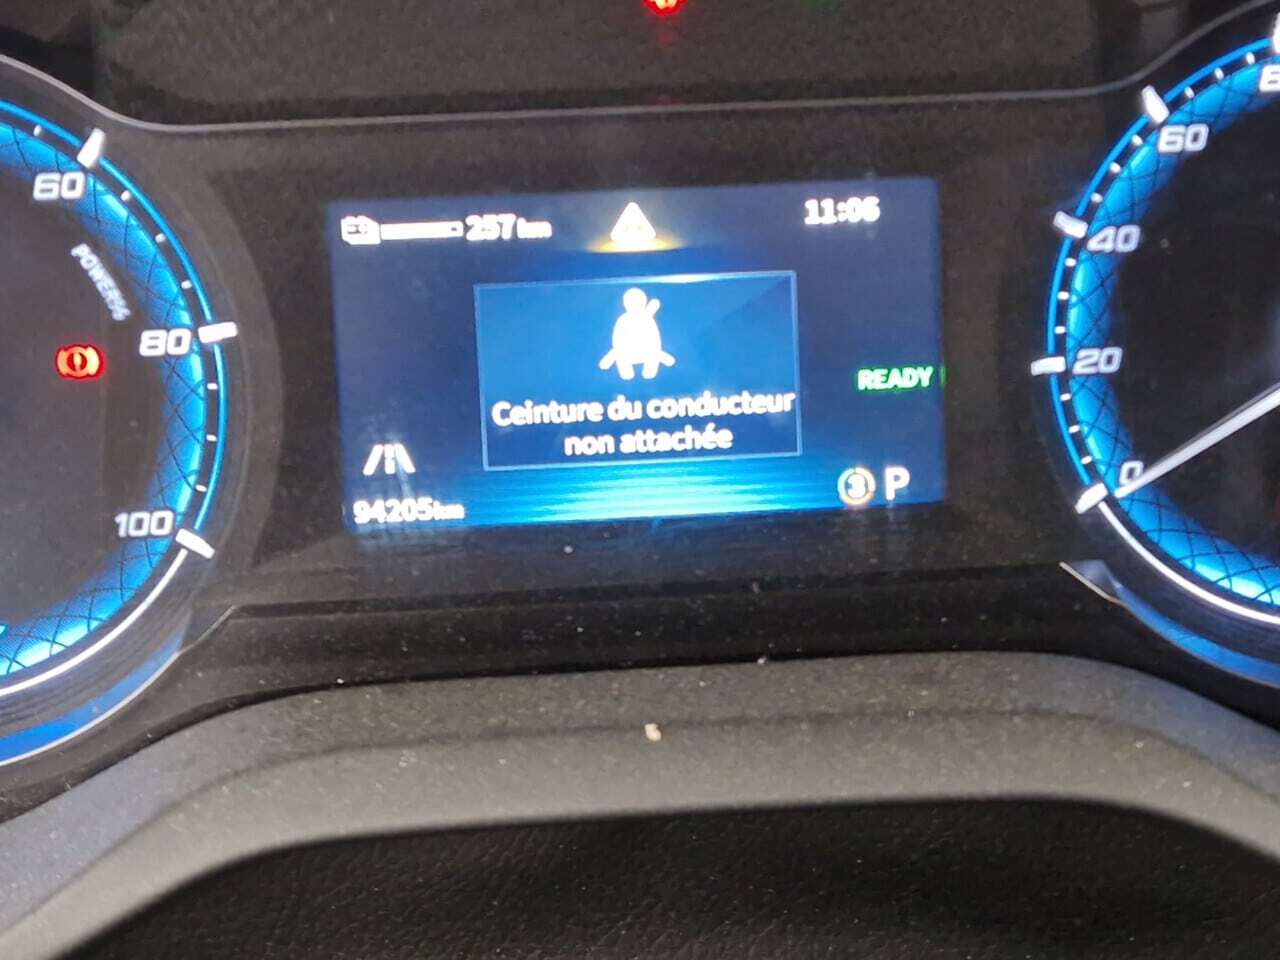 257 km
11:06
Ceinture du conducteur
non attachée
READY
3 P
94205 km
60
POWER%
80
100
60
40
20
0